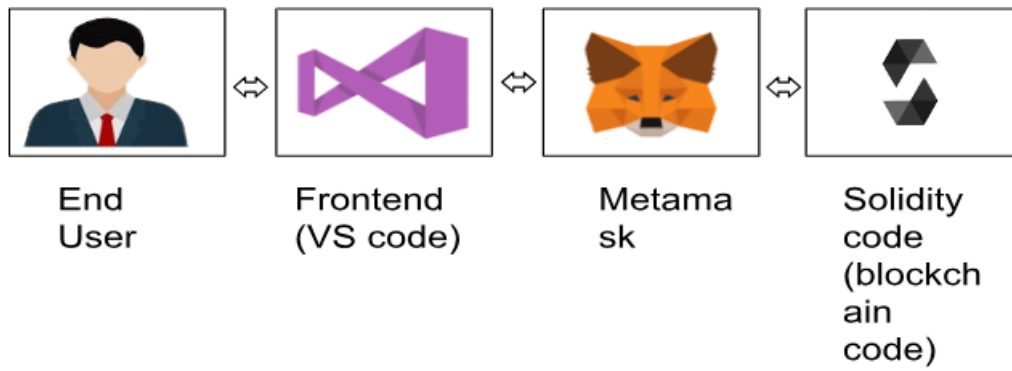 End
User
Frontend
(VS code)
Metama
sk
Solidity
code
(blockch
ain
code)